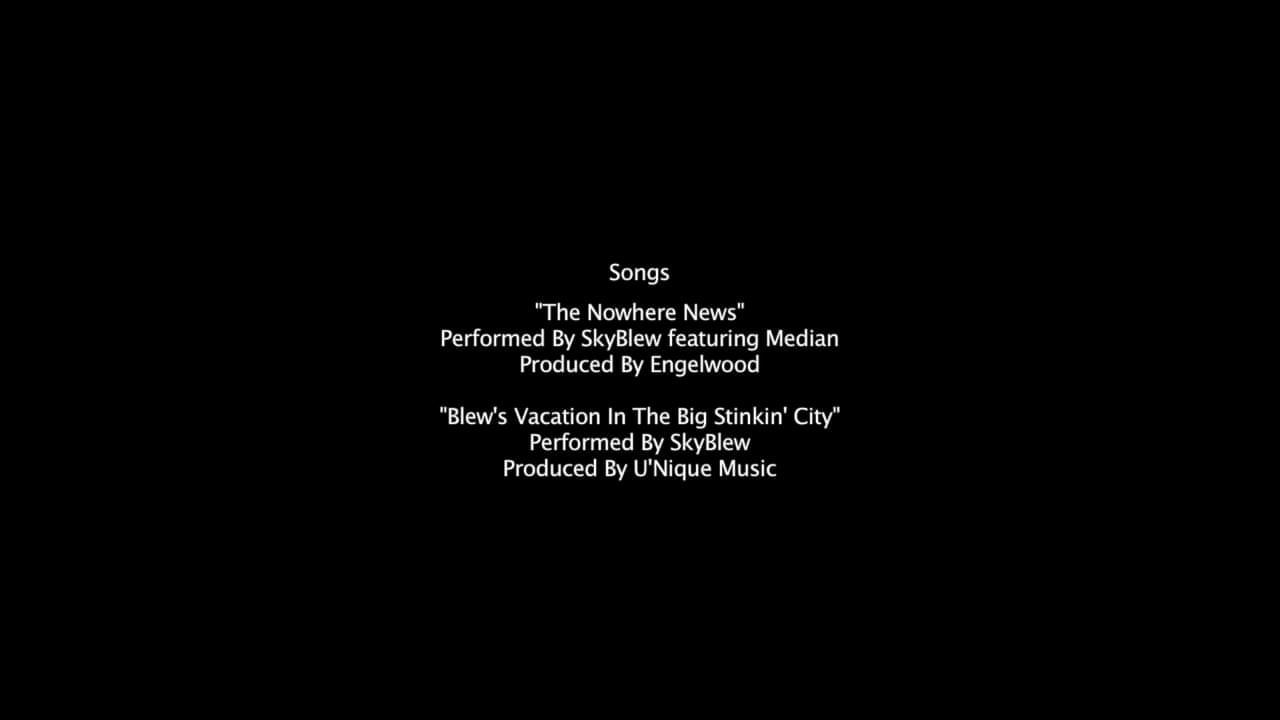 Songs
"The Nowhere News"
Performed By SkyBlew featuring Median
Produced By Engelwood
"Blew's Vacation In The Big Stinkin' City"
Performed By SkyBlew
Produced By U'Nique Music